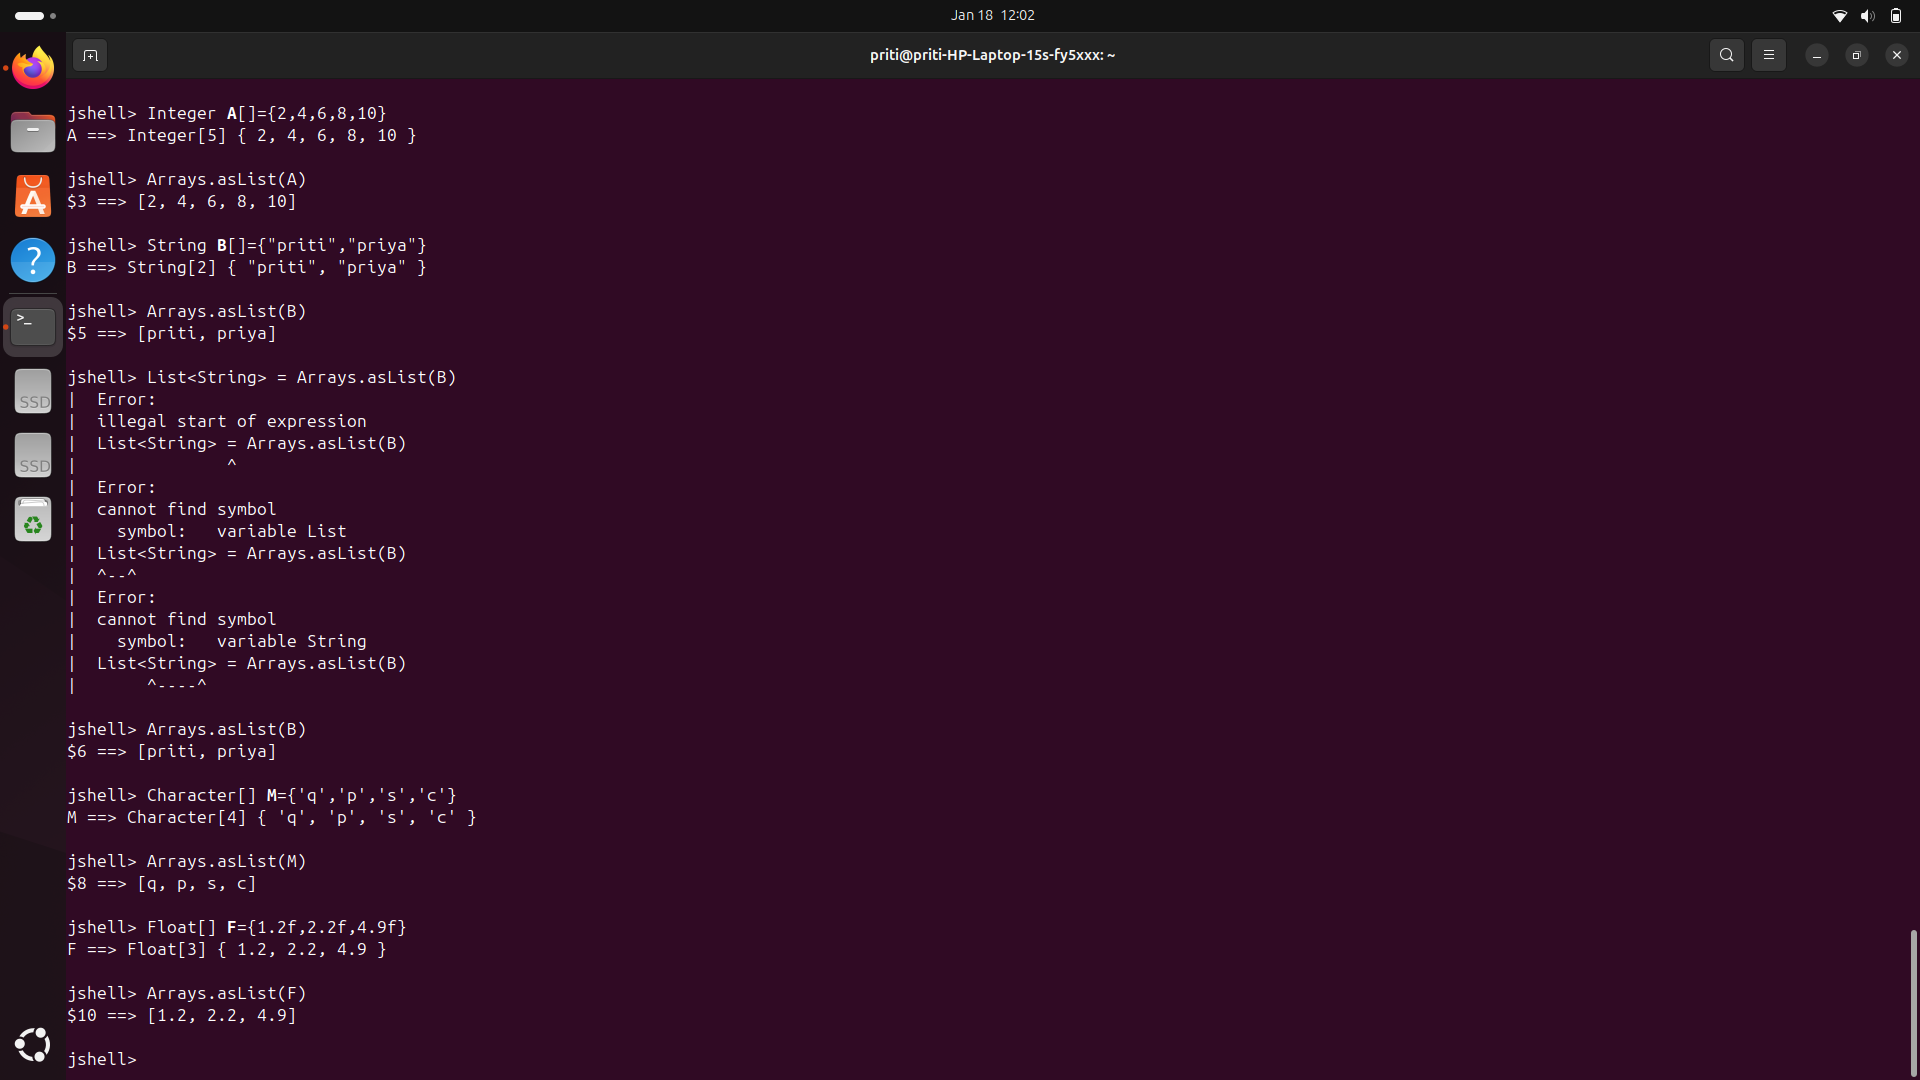 Jan 18 12:02
priti@priti-HP-Laptop-15s-fy5xxx: ~
jshell> Integer A[]={2,4,6,8,10}
A ==> Integer[5] { 2, 4, 6, 8, 10 }
jshell> Arrays.asList(A)
$3 ==> [2, 4, 6, 8, 10]
jshell> String B[]={"priti","priya"}
B ==> String[2] { "priti", "priya" }
jshell> Arrays.asList(B)
$5 ==> [priti, priya]
jshell> List<String> = Arrays.asList(B)
|  Error:
|  illegal start of expression
|  List<String> = Arrays.asList(B)
|               ^
|  Error:
|  cannot find symbol
|    symbol:   variable List
|  List<String> = Arrays.asList(B)
|  ^--^
|  Error:
|  cannot find symbol
|    symbol:   variable String
|  List<String> = Arrays.asList(B)
|       ^----^
jshell> Arrays.asList(B)
$6 ==> [priti, priya]
jshell> Character[] M={'q','p','s','c'}
M ==> Character[4] { 'q', 'p', 's', 'c' }
jshell> Arrays.asList(M)
$8 ==> [q, p, s, c]
jshell> Float[] F={1.2f,2.2f,4.9f}
F ==> Float[3] { 1.2, 2.2, 4.9 }
jshell> Arrays.asList(F)
$10 ==> [1.2, 2.2, 4.9]
jshell>
SSD
SSD